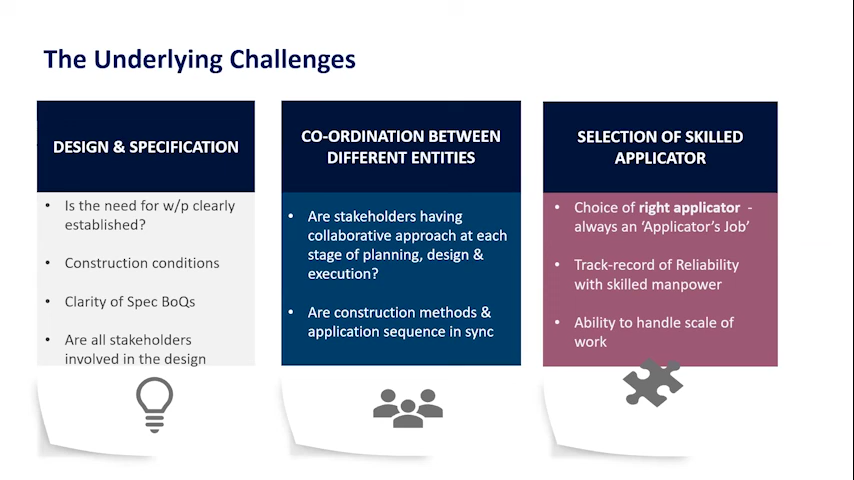 The Underlying Challenges
DESIGN & SPECIFICATION
• Is the need for w/p clearly
established?
• Construction conditions
• Clarity of Spec BoQs
• Are all stakeholders
involved in the design
CO-ORDINATION BETWEEN
DIFFERENT ENTITIES
• Are stakeholders having
collaborative approach at each
stage of planning, design &
execution?
• Are construction methods &
application sequence in sync
SELECTION OF SKILLED
APPLICATOR
• Choice of right applicator -
always an ‘Applicator’s Job’
• Track-record of Reliability
with skilled manpower
• Ability to handle scale of
work